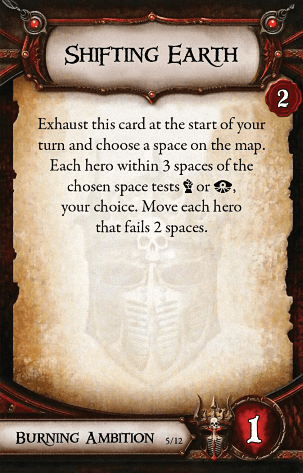 Shifting Earth
2
Exhaust this card at the start of your
turn and choose a space on the map.
Each hero within 3 spaces of the
chosen space tests or ,
your choice. Move each hero
that fails 2 spaces.
Burning Ambition 5/12
1